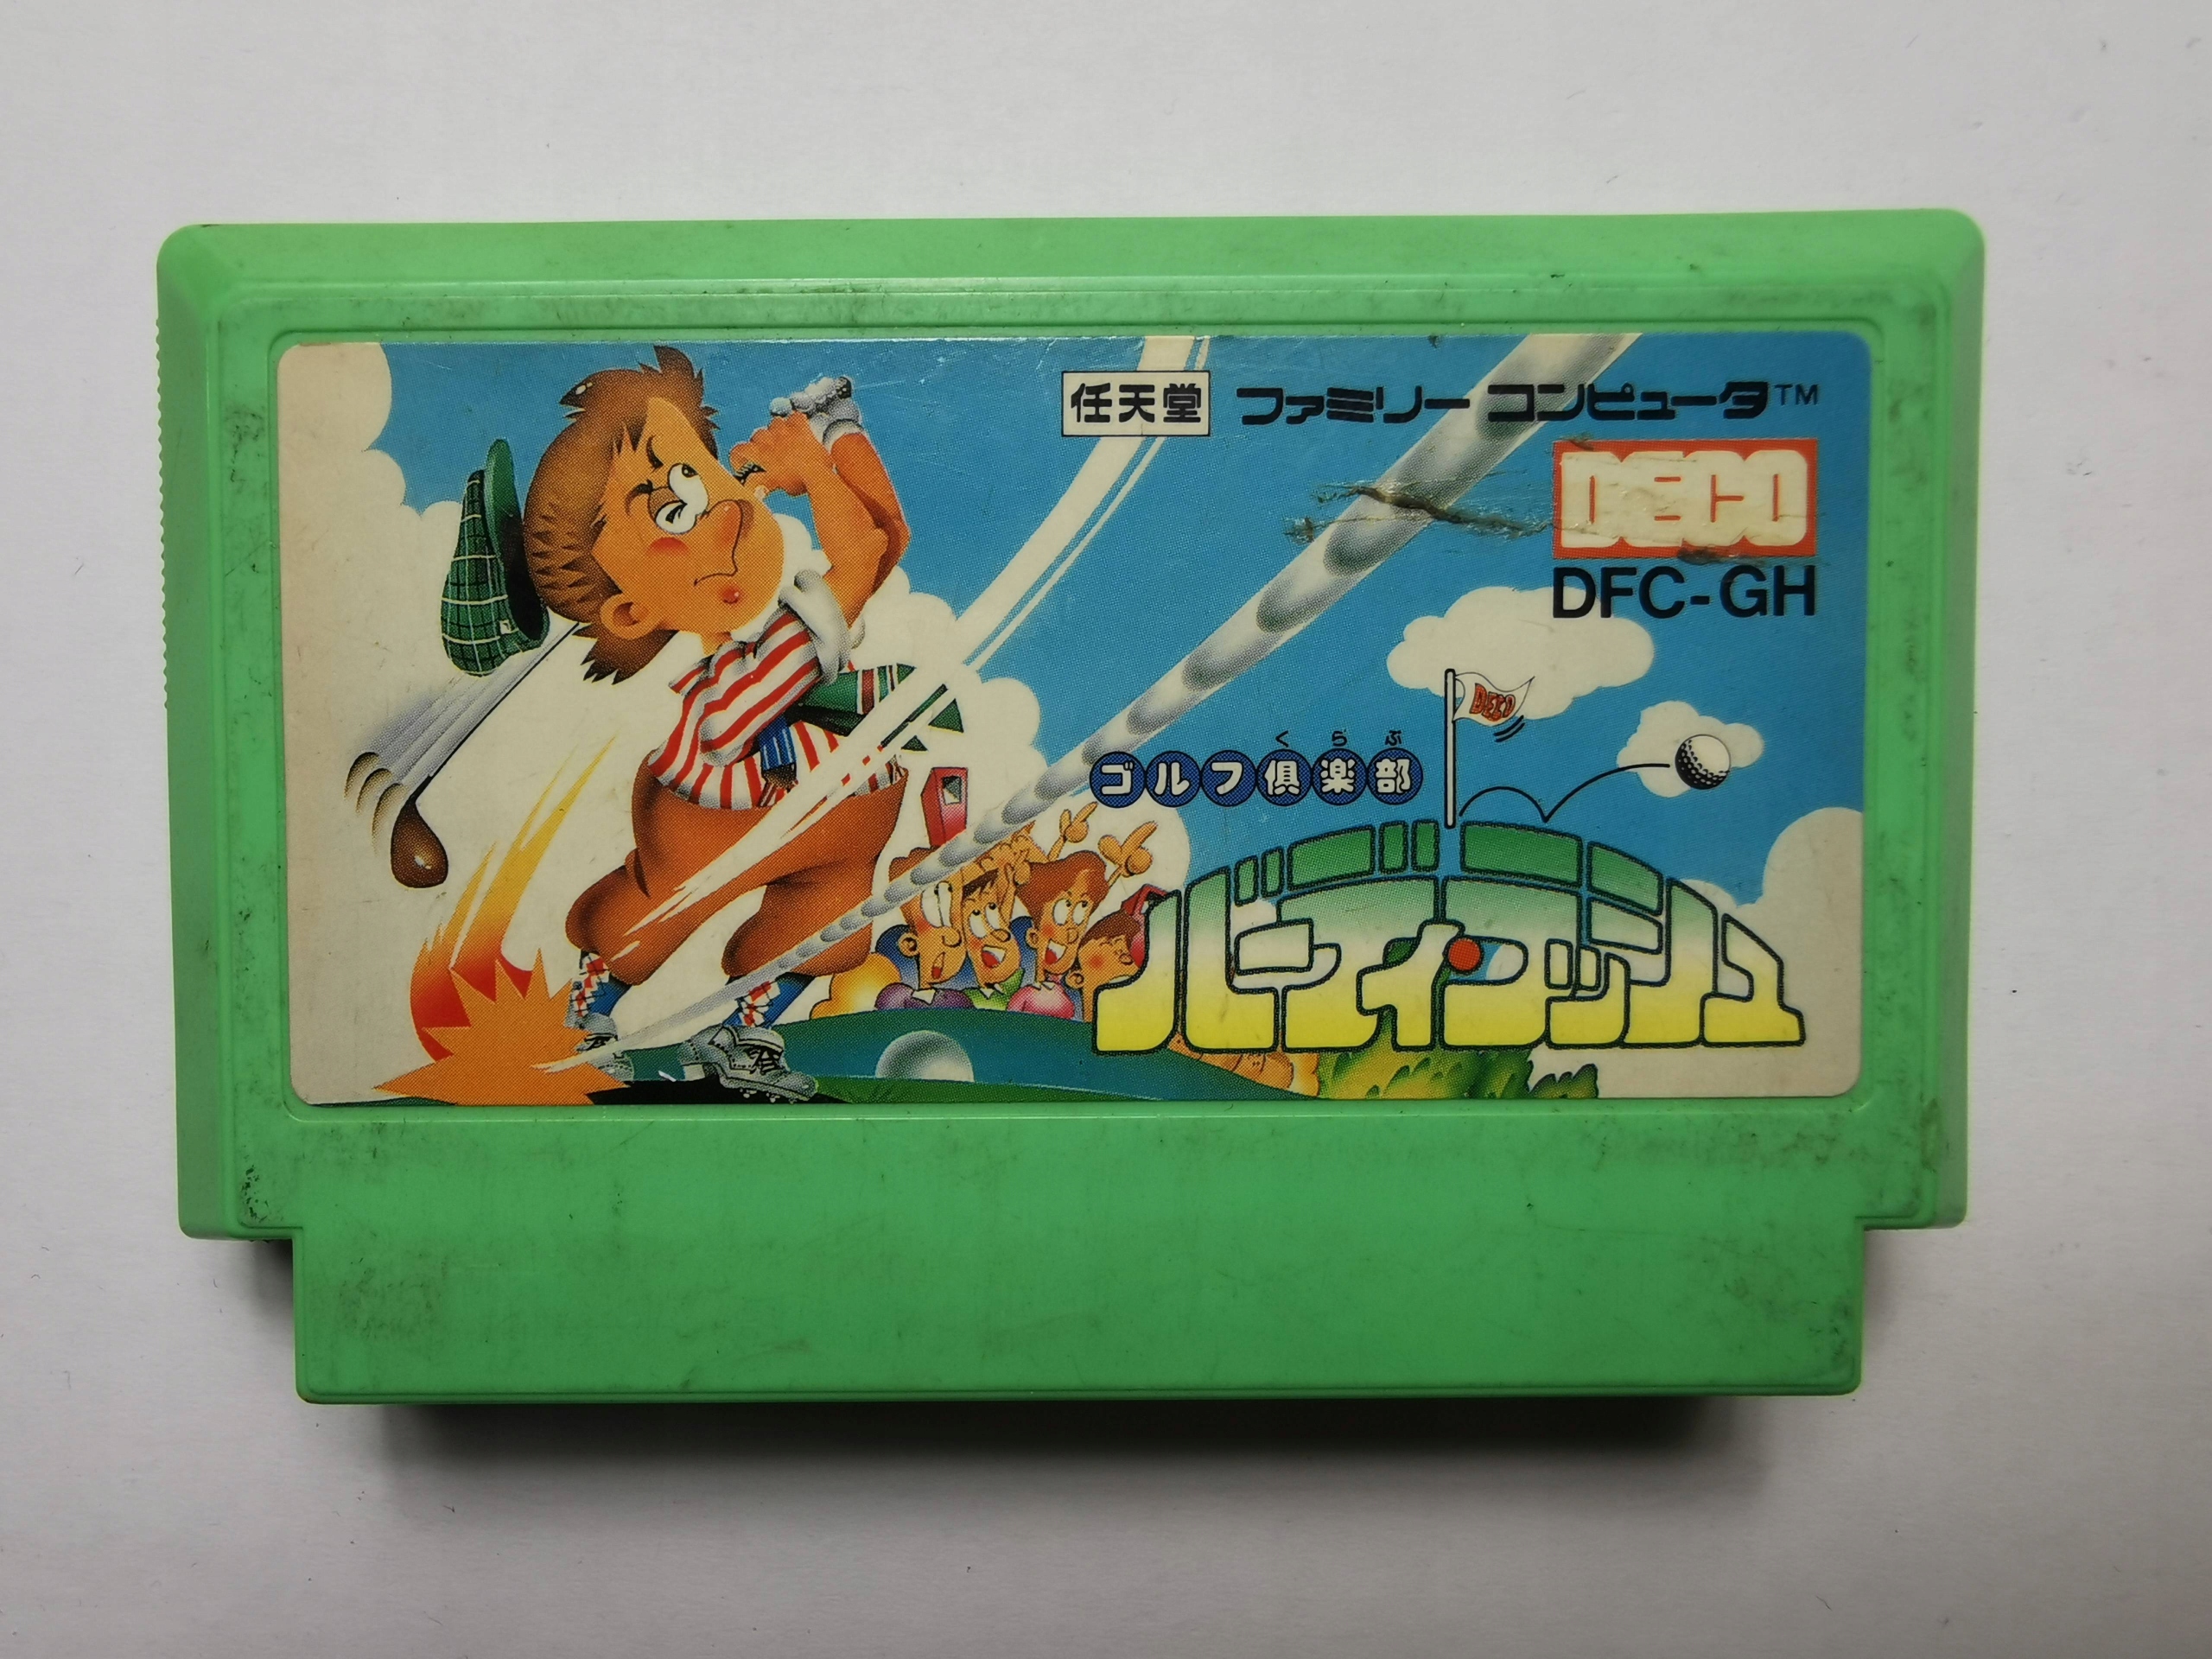 任天堂 ファミリー コンピュータ™
DECO
DFC-GH
DECO
くらぶ
ゴルフ倶楽部
バーディ・ラッシュ